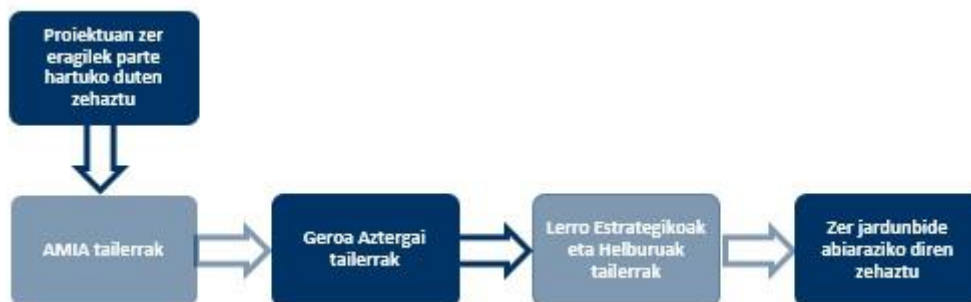 Proiektuan zer
eragilek parte
hartuko duten
zehaztu
AMIA tailerrak
Geroa Aztergai
tailerrak
Lerro Estrategikoak
eta Helburuak
tailerrak
Zer jardunbide
abiaraziko diren
zehaztu